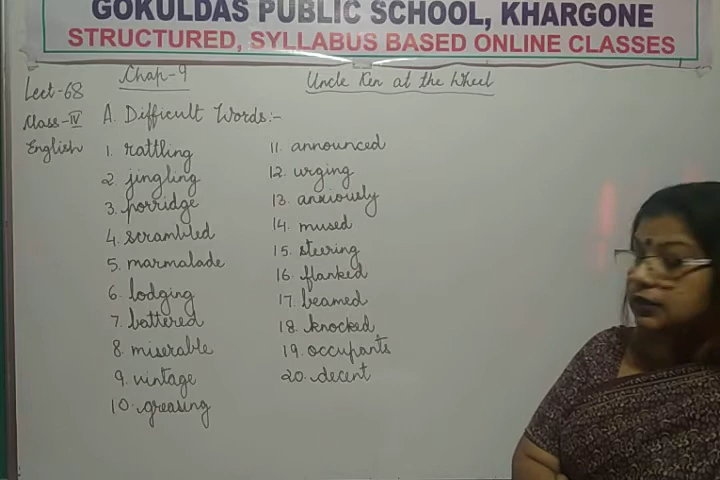 GOKULDAS PUBLIC SCHOOL, KHARGONE
STRUCTURED, SYLLABUS BASED ONLINE CLASSES
Lect-68
Class-IV
English
Chap-9
Uncle Ken at the Wheel
A. Difficult Words:-
1. rattling
2. jingling
3. porridge
4. scrambled
5. marmalade
6. lodging
7. battered
8. miserable
9. vintage
10. greasing
11. announced
12. urging
13. anxiously
14. mused
15. steering
16. flanked
17. beamed
18. knocked
19. occupants
20. decent